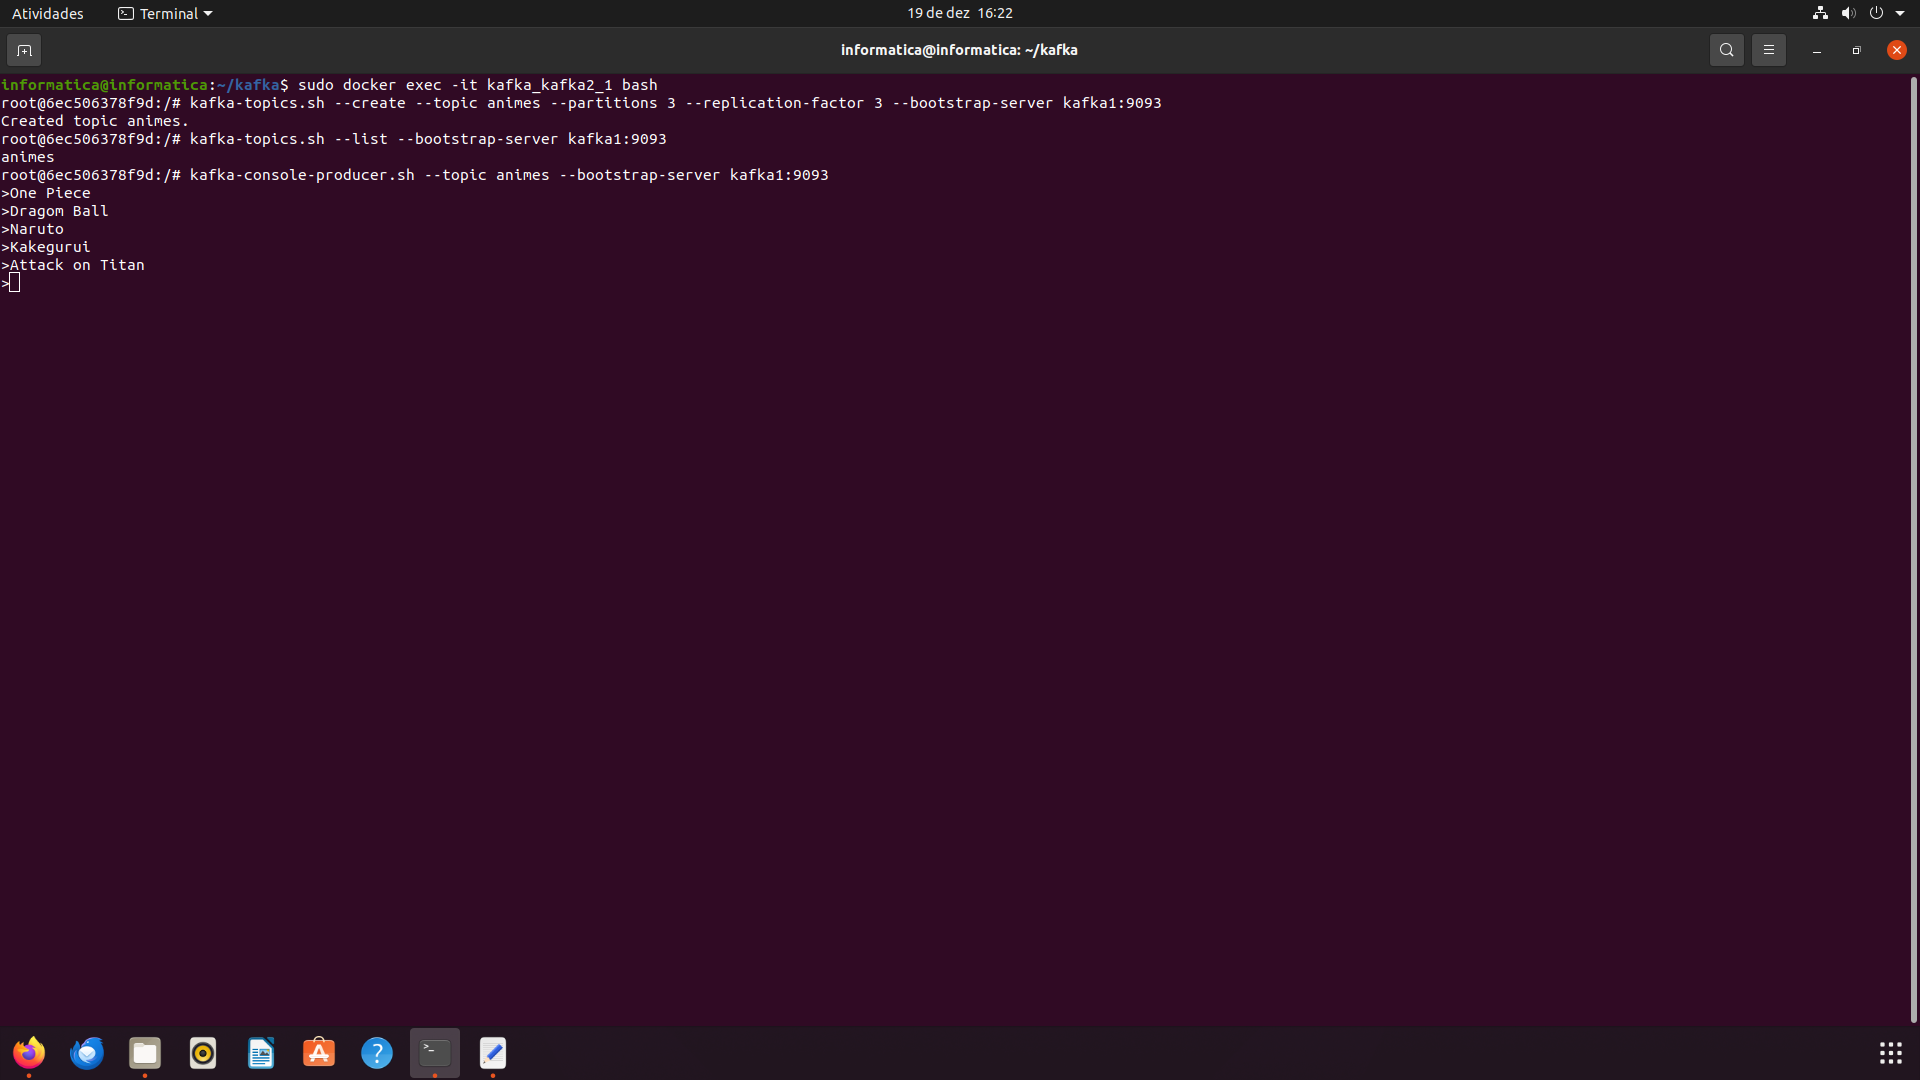 Atividades Terminal 19 de dez 16:22
informatica@informatica: ~/kafka
informatica@informatica:~/kafka$ sudo docker exec -it kafka_kafka2_1 bash
root@6ec506378f9d:/# kafka-topics.sh --create --topic animes --partitions 3 --replication-factor 3 --bootstrap-server kafka1:9093
Created topic animes.
root@6ec506378f9d:/# kafka-topics.sh --list --bootstrap-server kafka1:9093
animes
root@6ec506378f9d:/# kafka-console-producer.sh --topic animes --bootstrap-server kafka1:9093
>One Piece
>Dragom Ball
>Naruto
>Kakegurui
>Attack on Titan
>